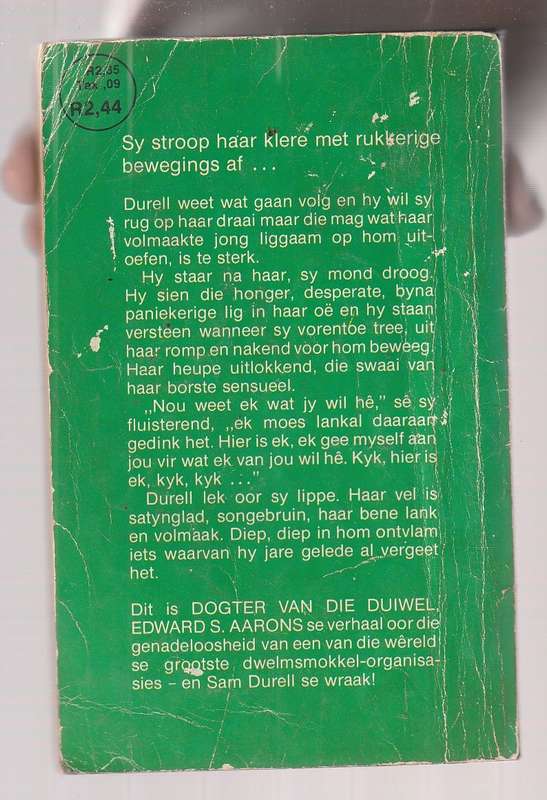 R2,35
Tax ,09
R2,44
Sy stroop haar klere met rukkerige
bewegings af ...
Durell weet wat gaan volg en hy wil sy
rug op haar draai maar die mag wat haar
volmaakte jong liggaam op hom uit-
oefen, is te sterk.
Hy staar na haar, sy mond droog.
Hy sien die honger, desperate, byna
paniekerige lig in haar oë en hy staan
versteen wanneer sy vorentoe tree, uit
haar romp en nakend voor hom beweeg.
Haar heupe uitlokkend, die swaai van
haar borste sensueel.
„Nou weet ek wat jy wil hê,” sê sy
fluisterend, „ek moes lankal daaraan
gedink het. Hier is ek, ek gee myself aan
jou vir wat ek van jou wil hê. Kyk, hier is
ek, kyk, kyk ...”
Durell lek oor sy lippe. Haar vel is
satynglad, songebruin, haar bene lank
en volmaak. Diep, diep in hom ontvlam
iets waarvan hy jare gelede al vergeet
het.
Dit is DOGTER VAN DIE DUIWEL,
EDWARD S. AARONS se verhaal oor die
genadeloosheid van een van die wêreld
se grootste dwelmsmokkel-organisa-
sies – en Sam Durell se wraak!